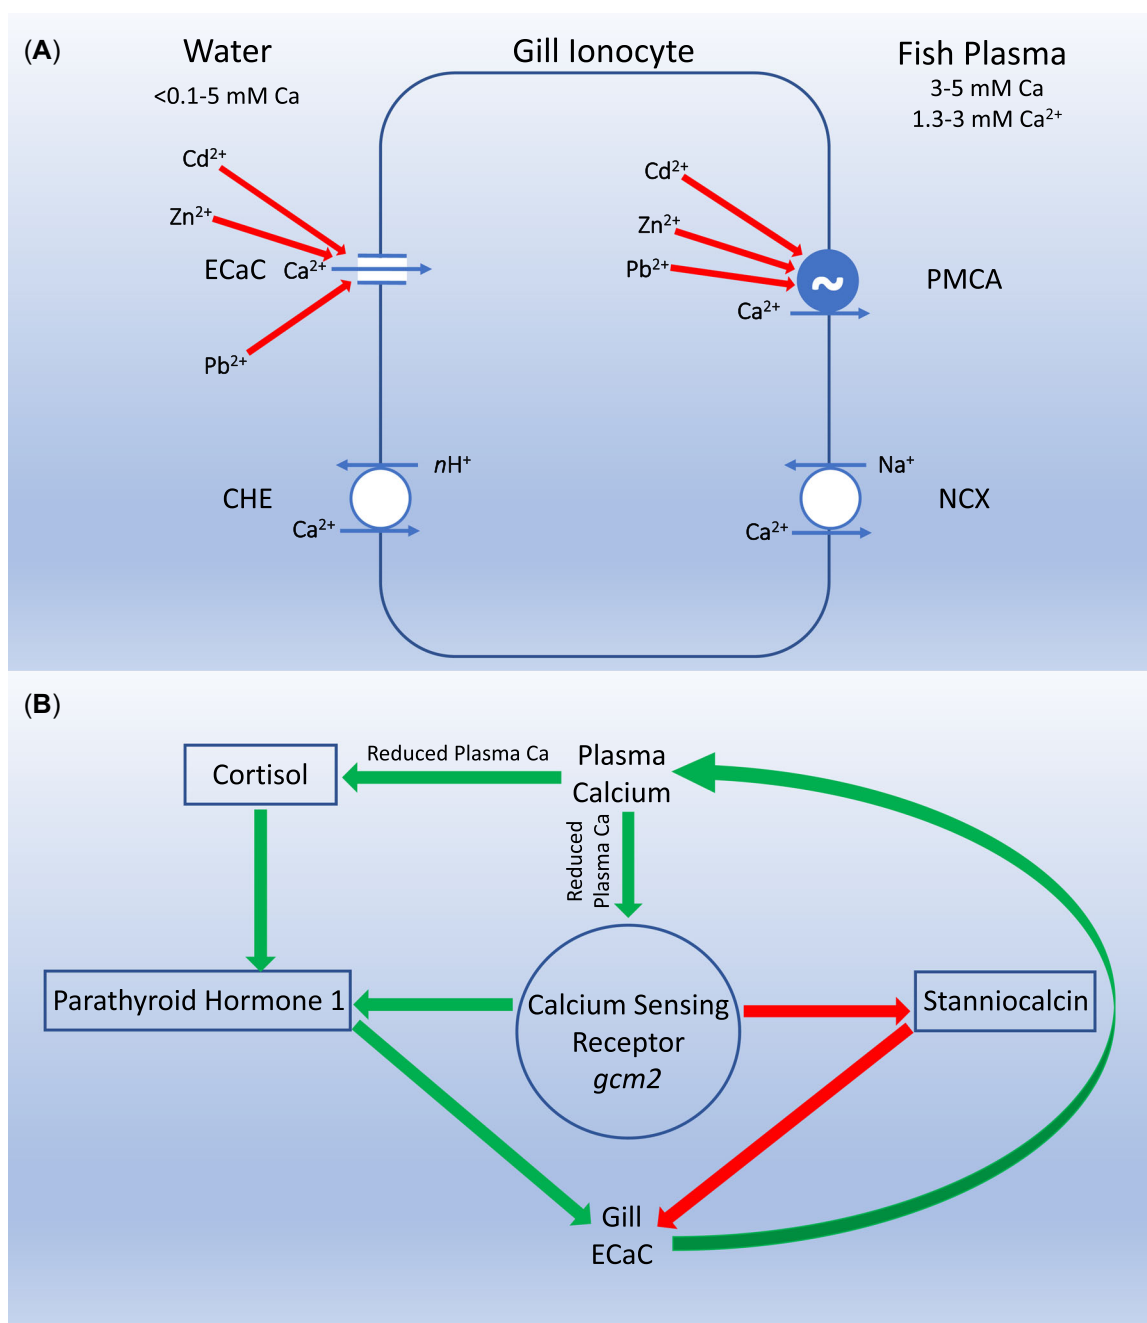 (A)
Water
Gill Ionocyte
Fish Plasma
<0.1-5 mM Ca
3-5 mM Ca
1.3-3 mM Ca²⁺
Cd²⁺
Zn²⁺
ECaC
Ca²⁺
Pb²⁺
Cd²⁺
Zn²⁺
Pb²⁺
Ca²⁺
~
PMCA
nH⁺
CHE
Ca²⁺
Na⁺
NCX
Ca²⁺
(B)
Cortisol
Reduced Plasma Ca
Plasma
Calcium
Reduced
Plasma Ca
Parathyroid Hormone 1
Calcium Sensing
Receptor
gcm2
Stanniocalcin
Gill
ECaC